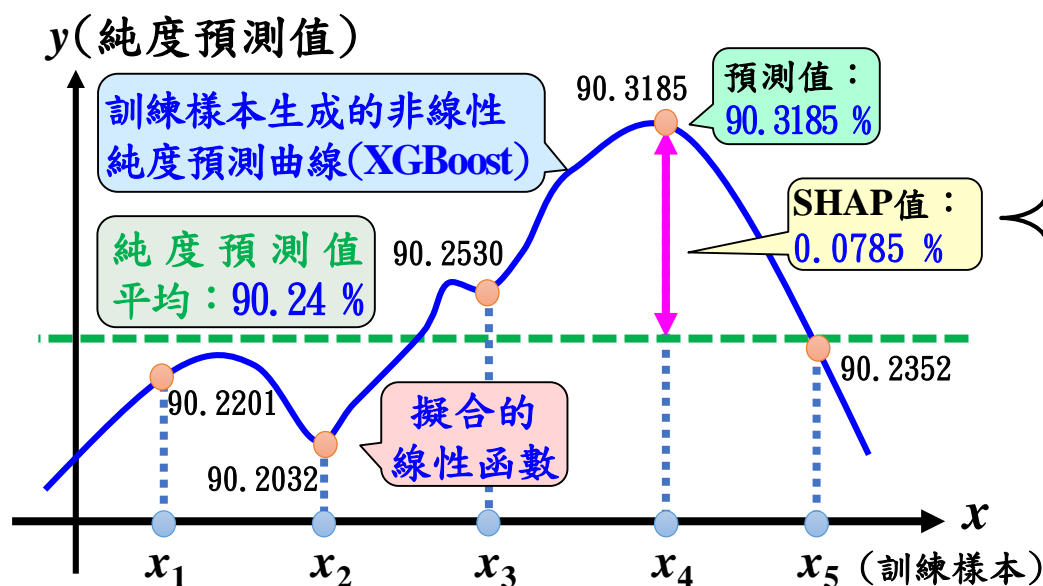 y(純度預測值)
訓練樣本生成的非線性
純度預測曲線(XGBoost)
90.3185
預測值：
90.3185 %
SHAP值：
0.0785 %
純度預測值
平均：90.24 %
90.2530
90.2201
90.2032
擬合的
線性函數
90.2352
x
x1
x2
x3
x4
x5
(訓練樣本)